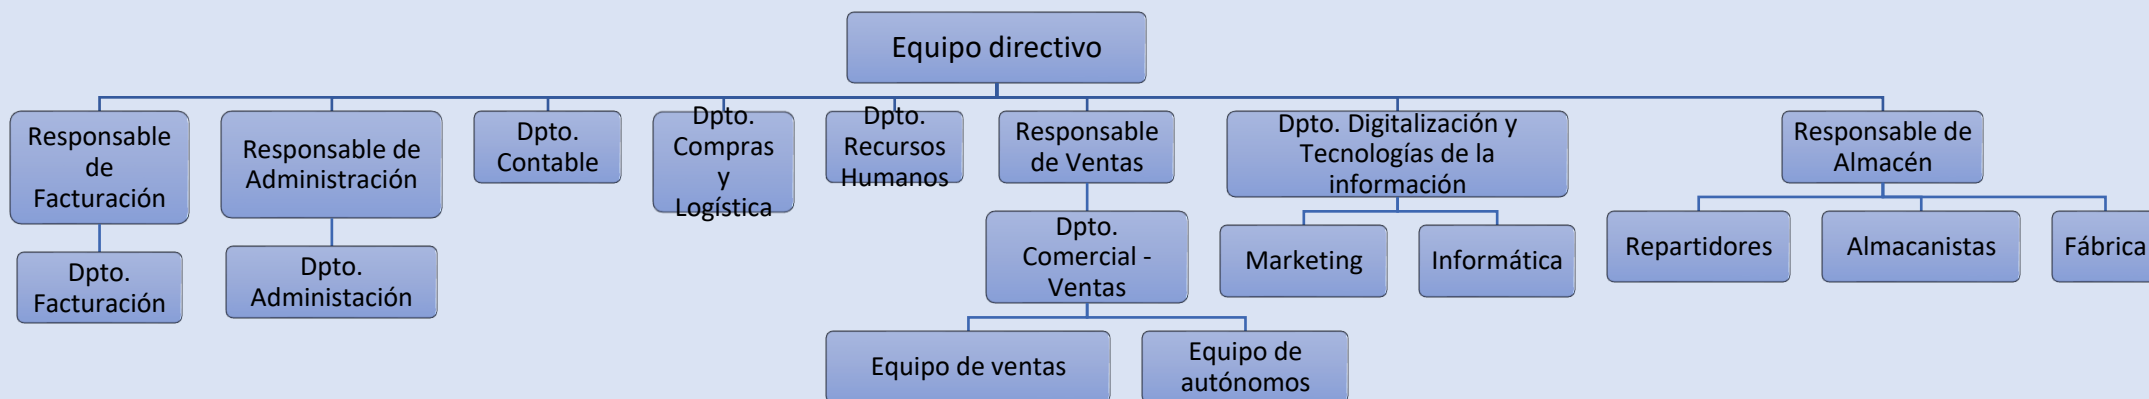 Equipo directivo
Responsable
de
Facturación
Responsable de
Administración
Dpto.
Contable
Dpto.
Compras
y
Logística
Dpto.
Recursos
Humanos
Responsable
de Ventas
Dpto. Digitalización y
Tecnologías de la
información
Responsable de
Almacén
Dpto.
Facturación
Dpto.
Administación
Dpto.
Comercial -
Ventas
Marketing
Informática
Repartidores
Almacanistas
Fábrica
Equipo de ventas
Equipo de
autónomos